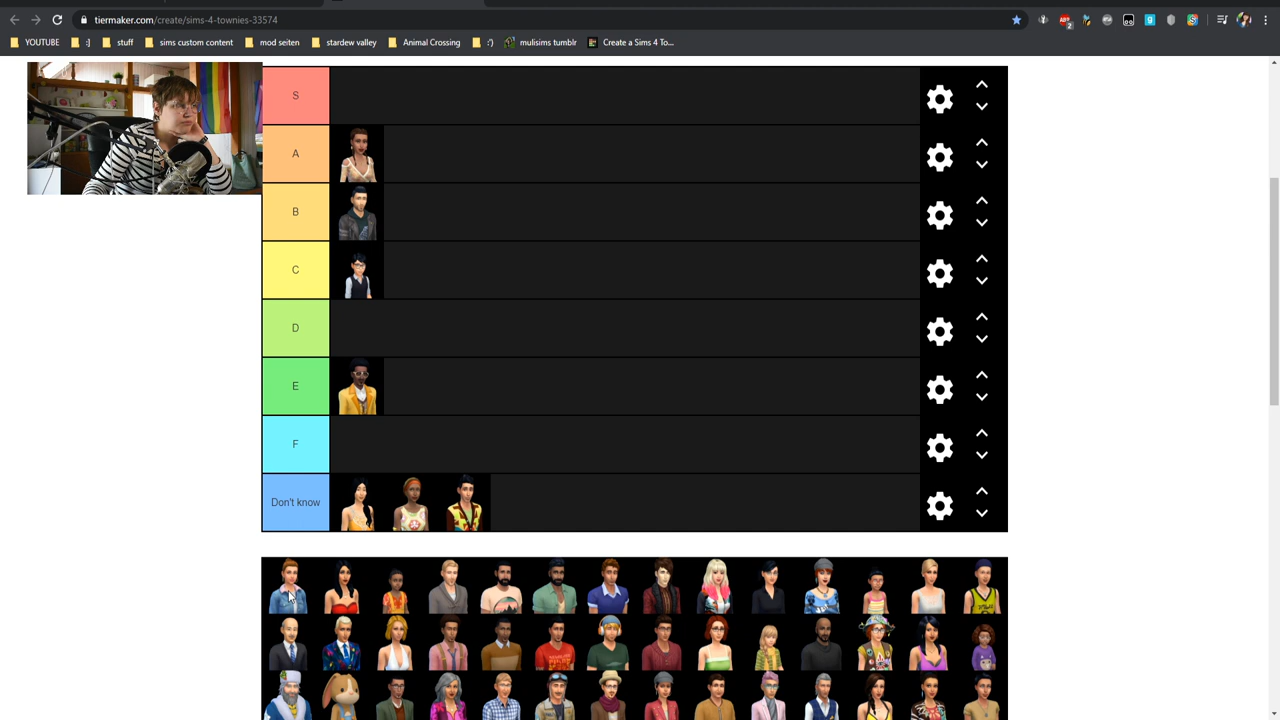 tiermaker.com/create/sims-4-townies-33574
2
YOUTUBE :) stuff sims custom content mod seiten stardew valley Animal Crossing :') mulisims tumblr Create a Sims 4 To...
S
A
B
C
D
E
F
Don't know